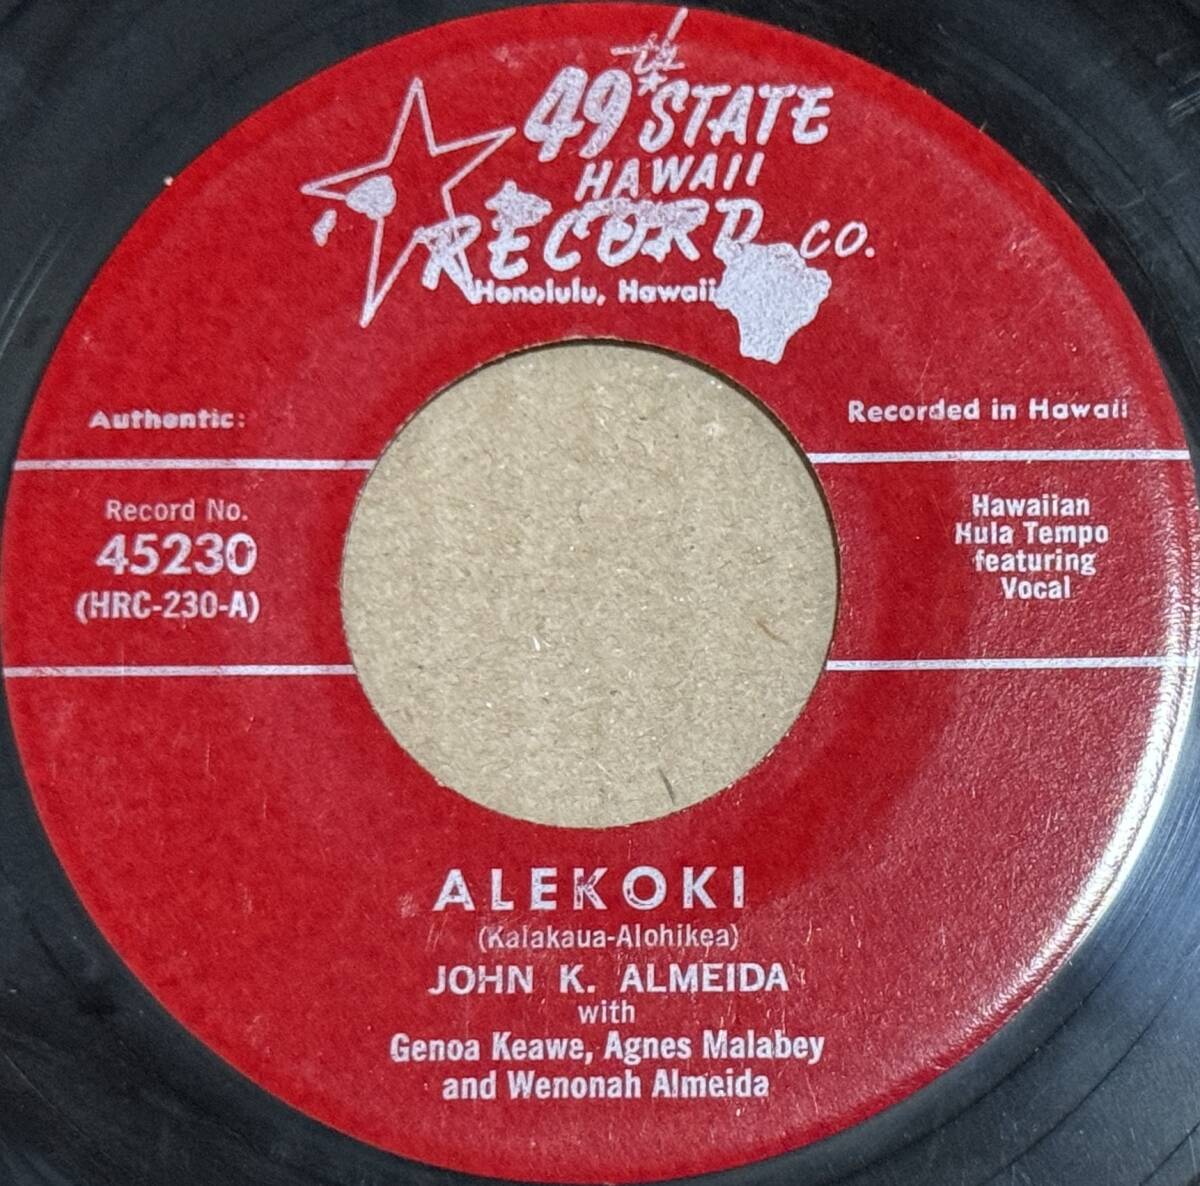 49th STATE
HAWAII
RECORD CO.
Honolulu, Hawaii
Authentic:
Recorded in Hawaii
Record No.
45230
(HRC-230-A)
Hawaiian
Hula Tempo
featuring
Vocal
ALEKOKI
(Kalakaua-Alohikea)
JOHN K. ALMEIDA
with
Genoa Keawe, Agnes Malabey
and Wenonah Almeida